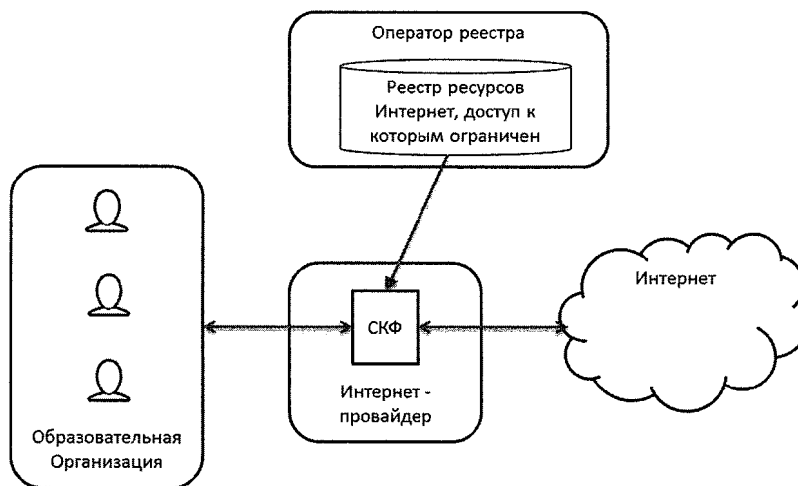 Оператор реестра
Реестр ресурсов
Интернет, доступ к
которым ограничен
Интернет
СКФ
Интернет -
провайдер
Образовательная
Организация